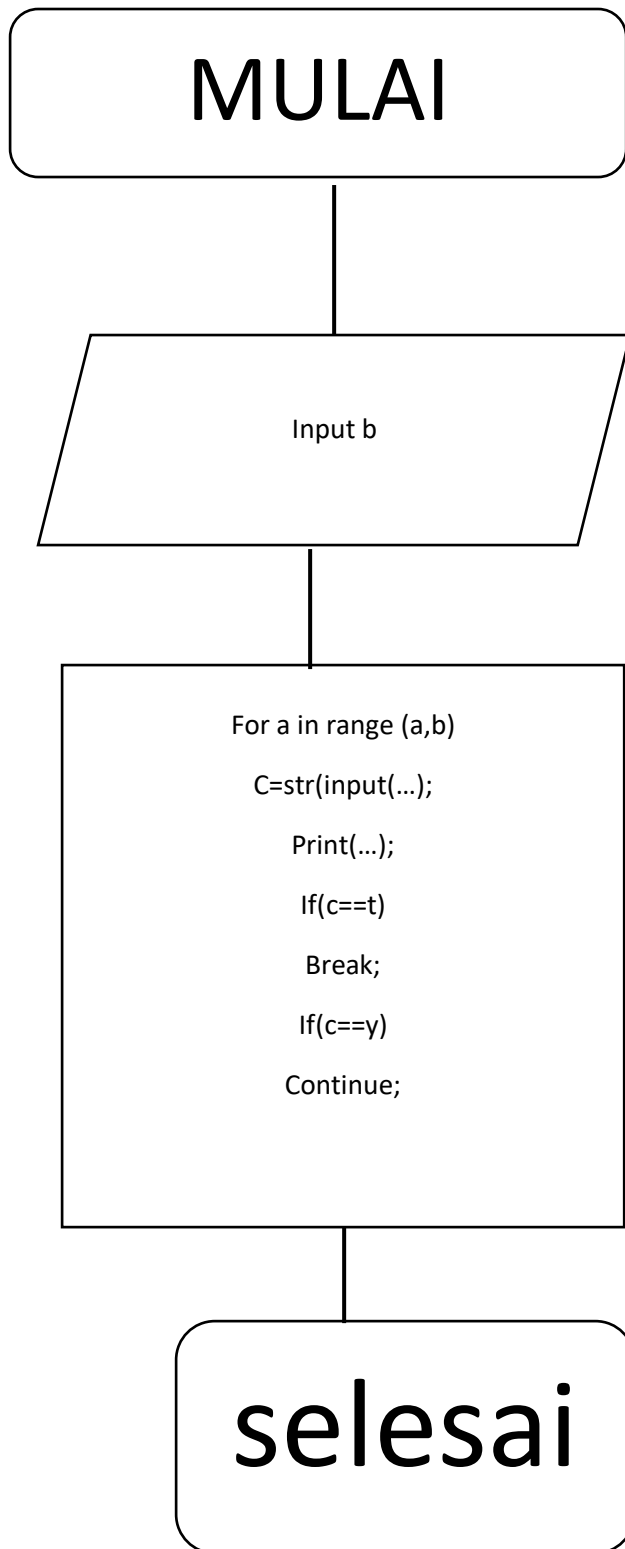 MULAI
Input b
For a in range (a,b)
C=str(input(…);
Print(…);
If(c==t)
Break;
If(c==y)
Continue;
selesai